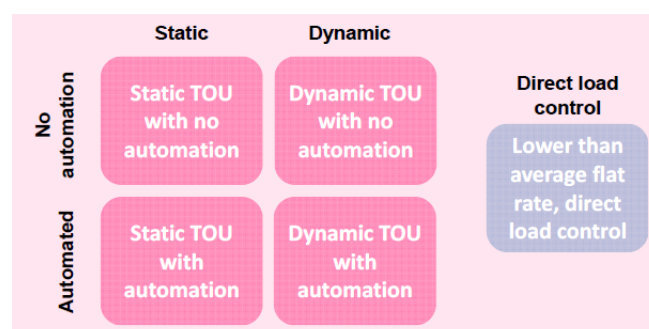 Static
Dynamic
No
automation
Static TOU
with no
automation
Dynamic TOU
with no
automation
Direct load
control
Lower than
average flat
rate, direct
load control
Automated
Static TOU
with
automation
Dynamic TOU
with
automation